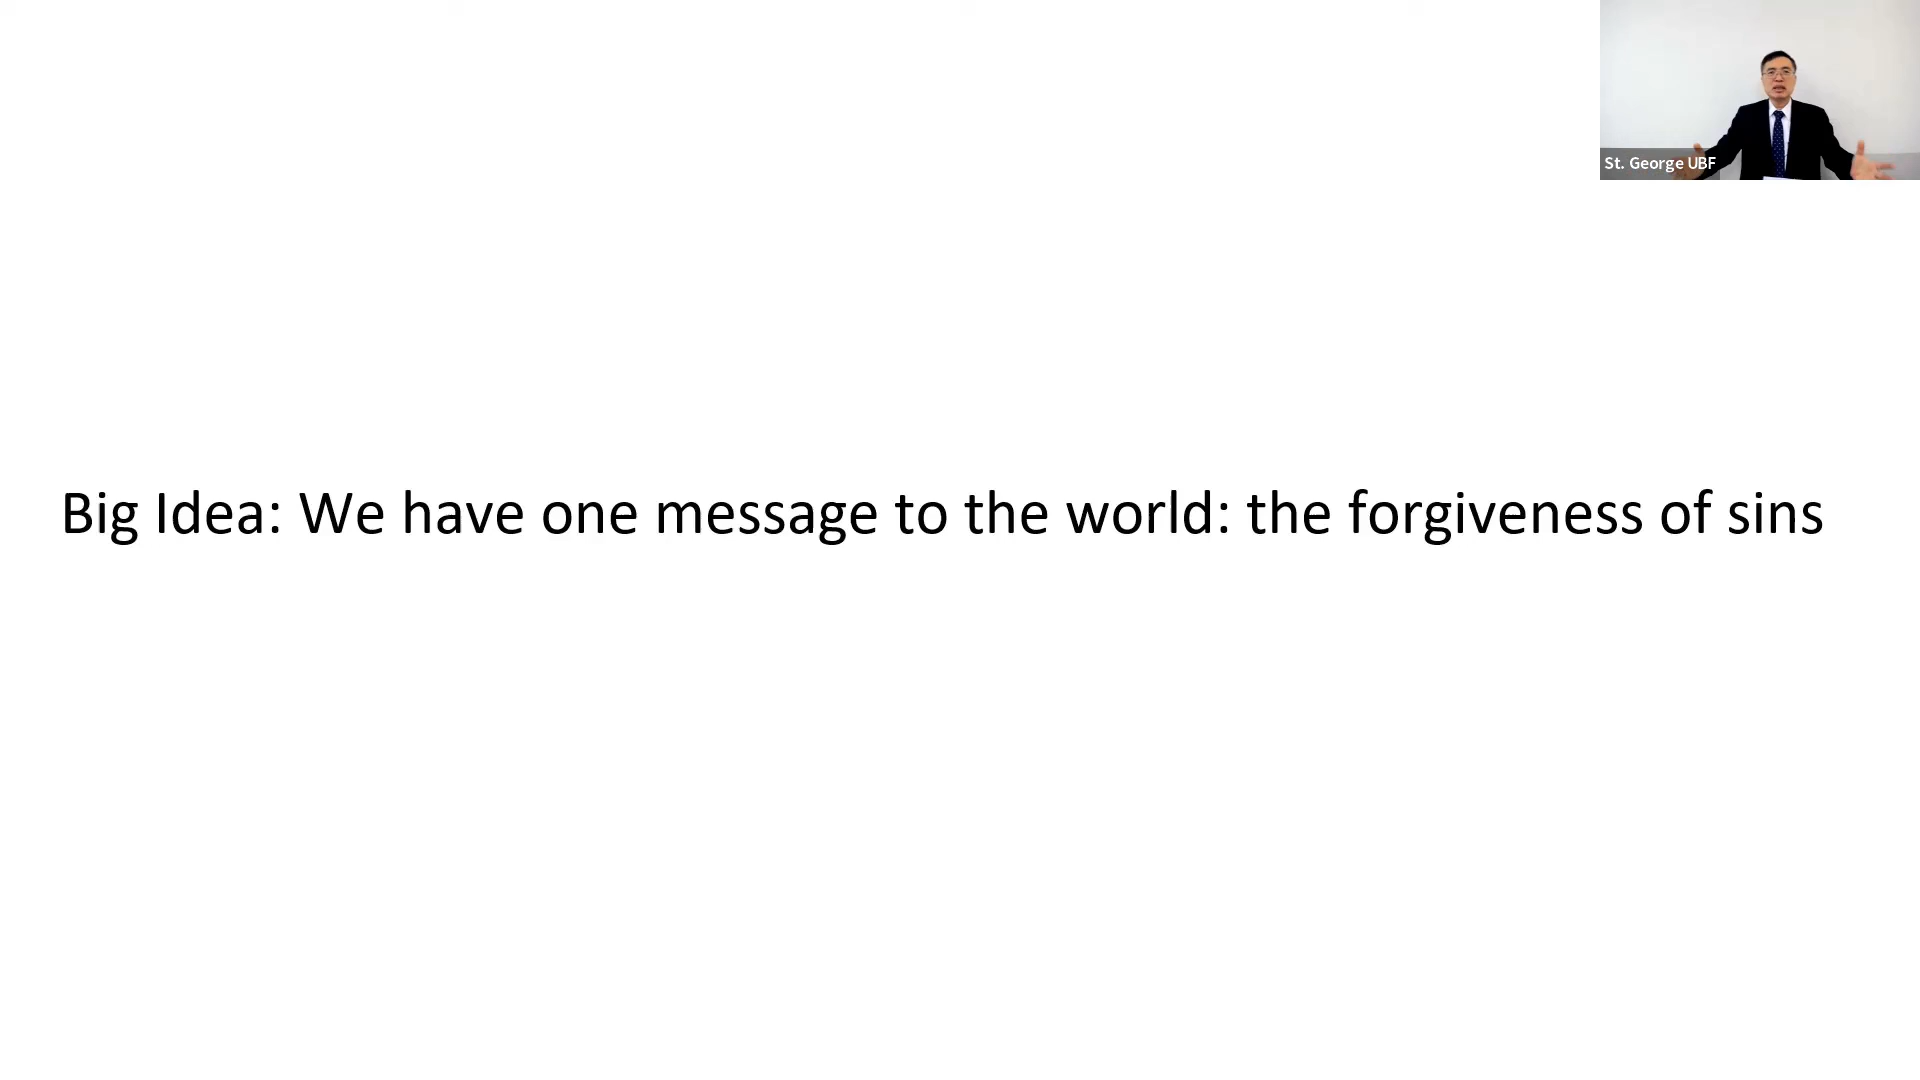 St. George UBF
Big Idea: We have one message to the world: the forgiveness of sins